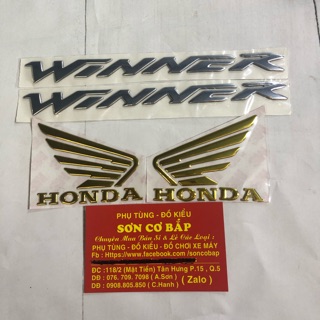 WINNER
WINNER
HONDA
HONDA
PHỤ TÙNG - ĐỒ KIỂU
SƠN CƠ BẮP
Chuyên Mua Bán Sỉ & Lẻ Các Loại :
PHỤ TÙNG - ĐỒ KIỂU - ĐỒ CHƠI XE MÁY
Fb : Https://www.facebook.com/soncobap
ĐC :118/2 (Mặt Tiền) Tân Hưng P.15 , Q.5
DĐ : 076. 709. 7098 ( A.Sơn )
DĐ : 0908.805.850 ( C.Hạnh )
( Zalo )